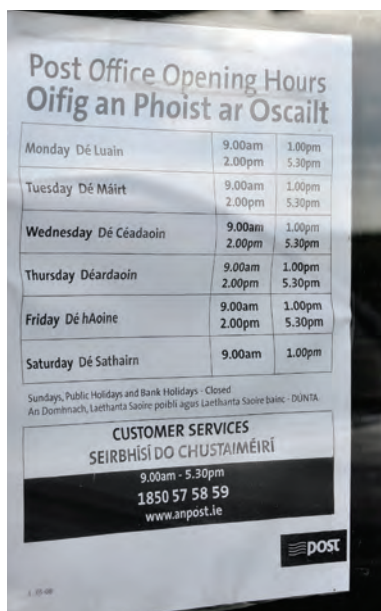 Post Office Opening Hours
Oifig an Phoist ar Oscailt
Monday Dé Luain 9.00am 1.00pm
2.00pm 5.30pm
Tuesday Dé Máirt 9.00am 1.00pm
2.00pm 5.30pm
Wednesday Dé Céadaoin 9.00am 1.00pm
2.00pm 5.30pm
Thursday Déardaoin 9.00am 1.00pm
2.00pm 5.30pm
Friday Dé hAoine 9.00am 1.00pm
2.00pm 5.30pm
Saturday Dé Sathairn 9.00am 1.00pm
Sundays, Public Holidays and Bank Holidays - Closed
An Domhnach, Laethanta Saoire poiblí agus Laethanta Saoire bainc - DÚNTA
CUSTOMER SERVICES
SEIRBHÍSÍ DO CHUSTAIMÉIRÍ
9.00am - 5.30pm
1850 57 58 59
www.anpost.ie
post